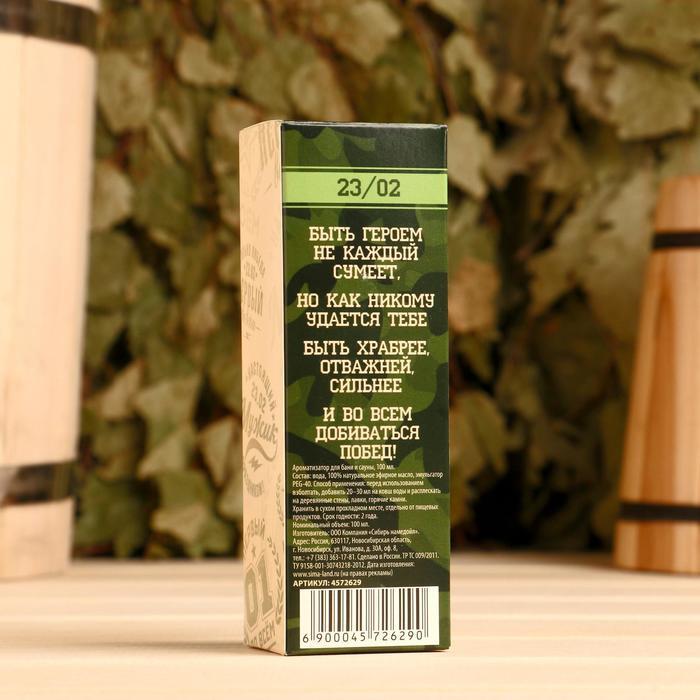 23/02
БЫТЬ ГЕРОЕМ
НЕ КАЖДЫЙ
СУМЕЕТ,
НО КАК НИКОМУ
УДАЕТСЯ ТЕБЕ
БЫТЬ ХРАБРЕЕ,
ОТВАЖНЕЙ,
СИЛЬНЕЕ
И ВО ВСЕМ
ДОБИВАТЬСЯ
ПОБЕД!
Ароматизатор для бани и сауны, 100 мл.
Состав: вода, 100% натуральное эфирное масло, эмульгатор
PEG-40. Способ применения: перед использованием
взболтать, добавить 20–30 мл на ковш воды и расплескать
на деревянные стены, лавки, горячие камни.
Хранить в сухом прохладном месте, отдельно от пищевых
продуктов. Срок годности: 2 года.
Номинальный объем: 100 мл.
Изготовитель: ООО Компания «Сибирь намедойл».
Адрес: Россия, 630117, Новосибирская область,
г. Новосибирск, ул. Иванова, д. 30А, оф. 8,
тел.: +7 (383) 363-17-81. Сделано в России. ТР ТС 009/2011.
ТУ 9158-001-30743218-2012. Дата изготовления:
www.sima-land.ru (на правах рекламы)
АРТИКУЛ: 4572629
6 900045 726290
23.02
Мужик
01